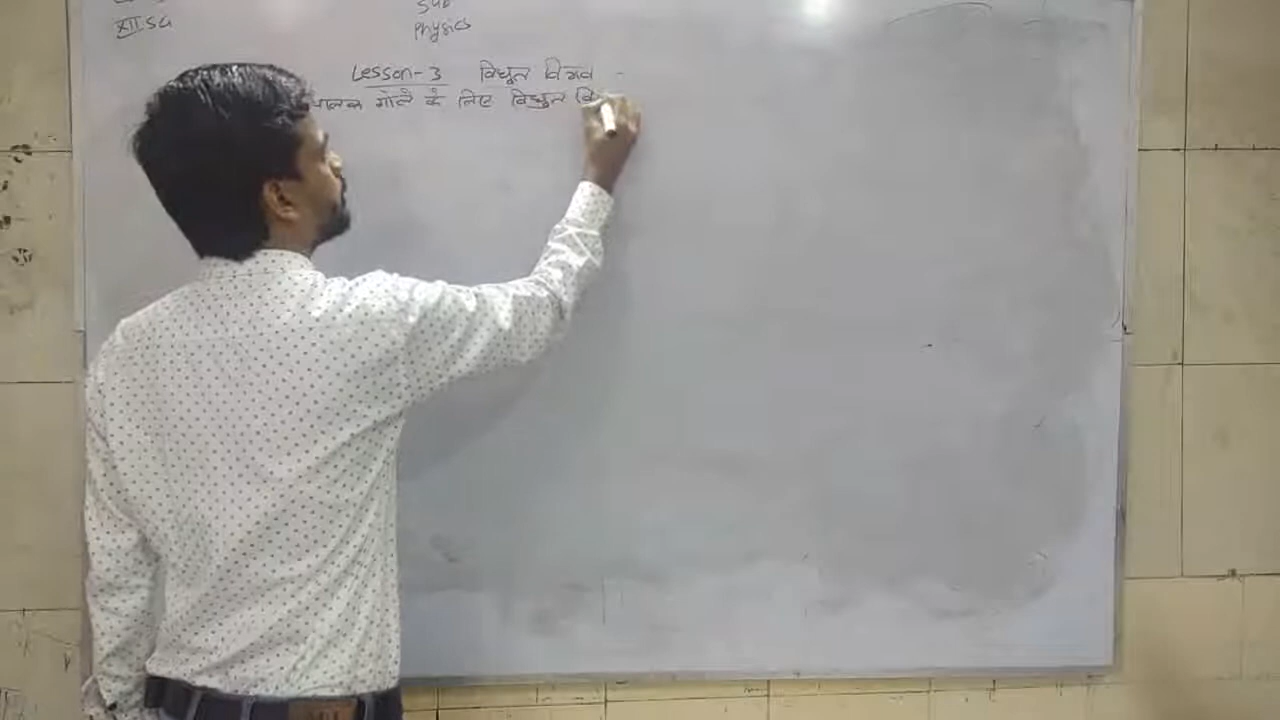 XII SC
Sub
Physics
Lesson-3 विधुत विभव
चालक गोले के लिए विधुत वि